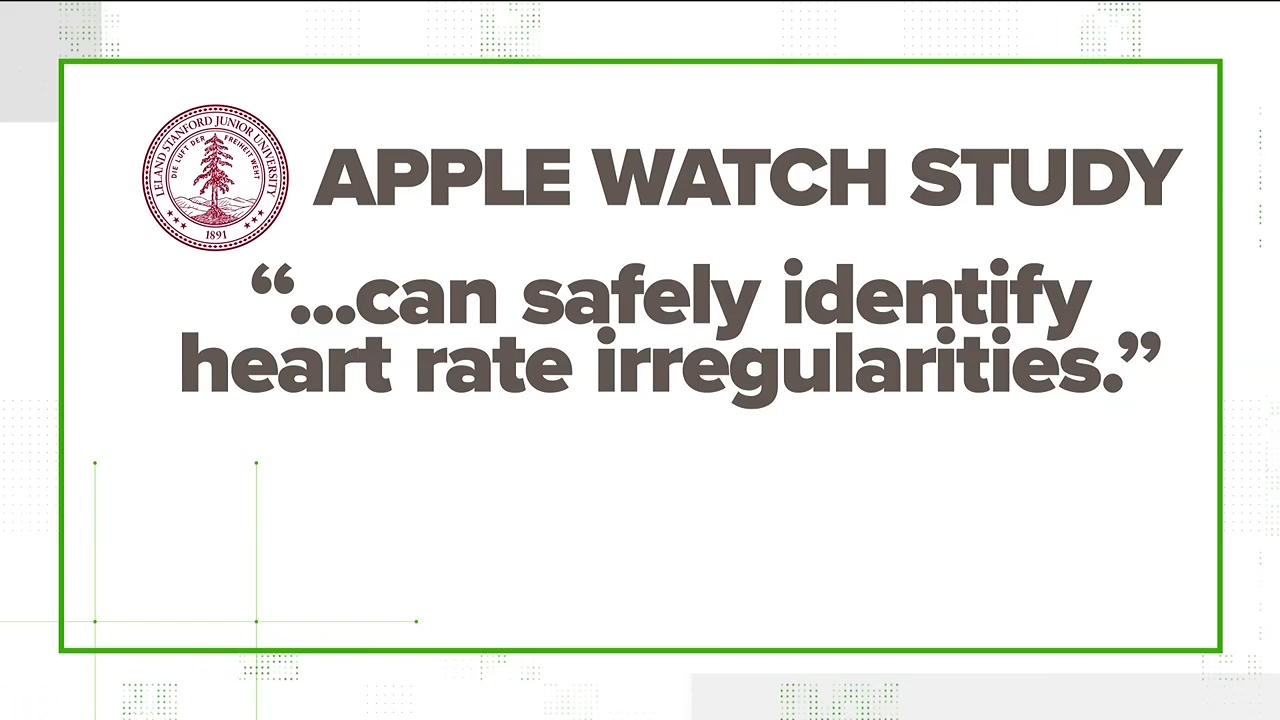 LELAND STANFORD JUNIOR UNIVERSITY
DIE LUFT DER FREIHEIT WEHT
1891
APPLE WATCH STUDY
“...can safely identify
heart rate irregularities.”